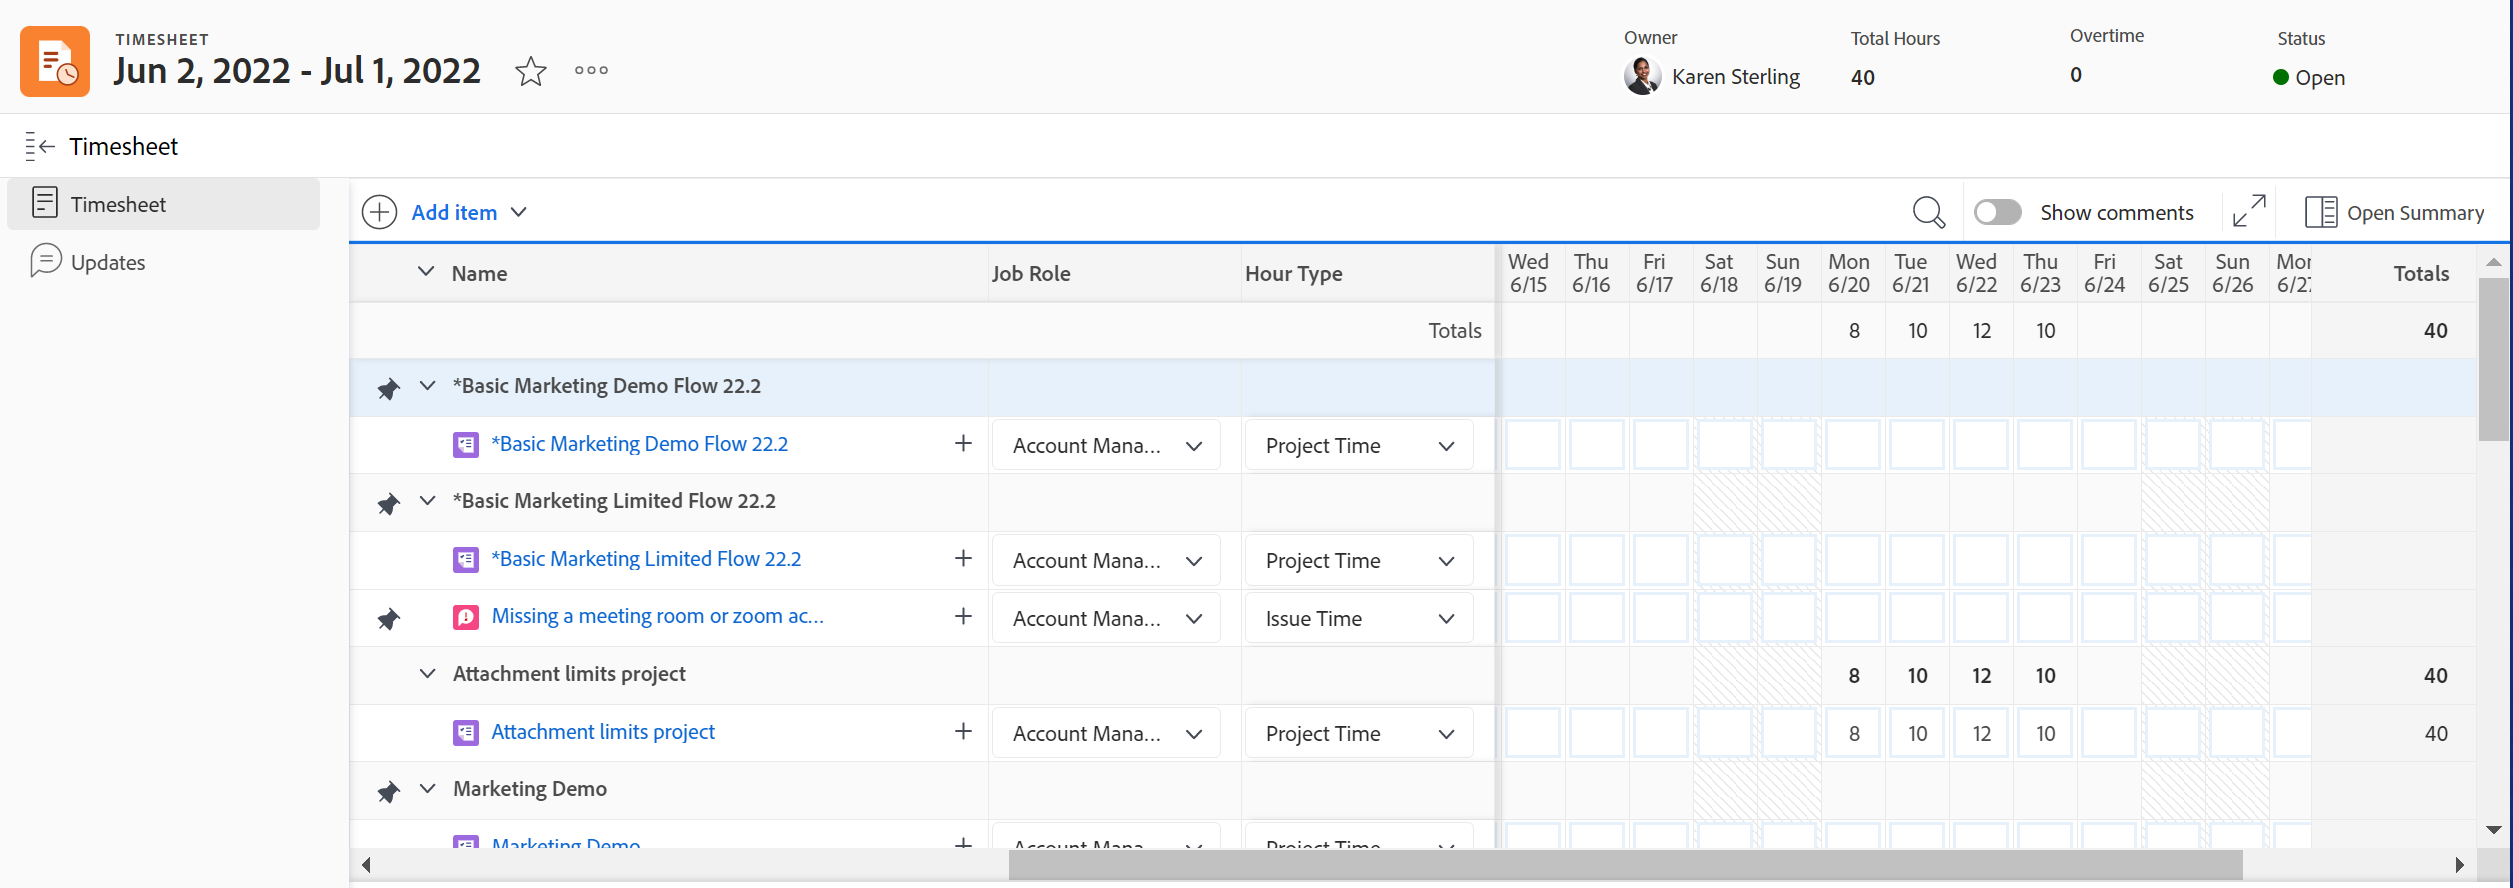 TIMESHEET
Jun 2, 2022 - Jul 1, 2022
Owner
Karen Sterling
Total Hours
40
Overtime
0
Status
Open
Timesheet
Timesheet
Updates
Add item
Show comments
Open Summary
Name Job Role Hour Type Wed 6/15 Thu 6/16 Fri 6/17 Sat 6/18 Sun 6/19 Mon 6/20 Tue 6/21 Wed 6/22 Thu 6/23 Fri 6/24 Sat 6/25 Sun 6/26 Mon 6/27 Totals
Totals 8 10 12 10 40
*Basic Marketing Demo Flow 22.2
*Basic Marketing Demo Flow 22.2 Account Mana... Project Time
*Basic Marketing Limited Flow 22.2
*Basic Marketing Limited Flow 22.2 Account Mana... Project Time
Missing a meeting room or zoom ac... Account Mana... Issue Time
Attachment limits project 8 10 12 10 40
Attachment limits project Account Mana... Project Time 8 10 12 10 40
Marketing Demo
Marketing Demo Account Mana... Project Time